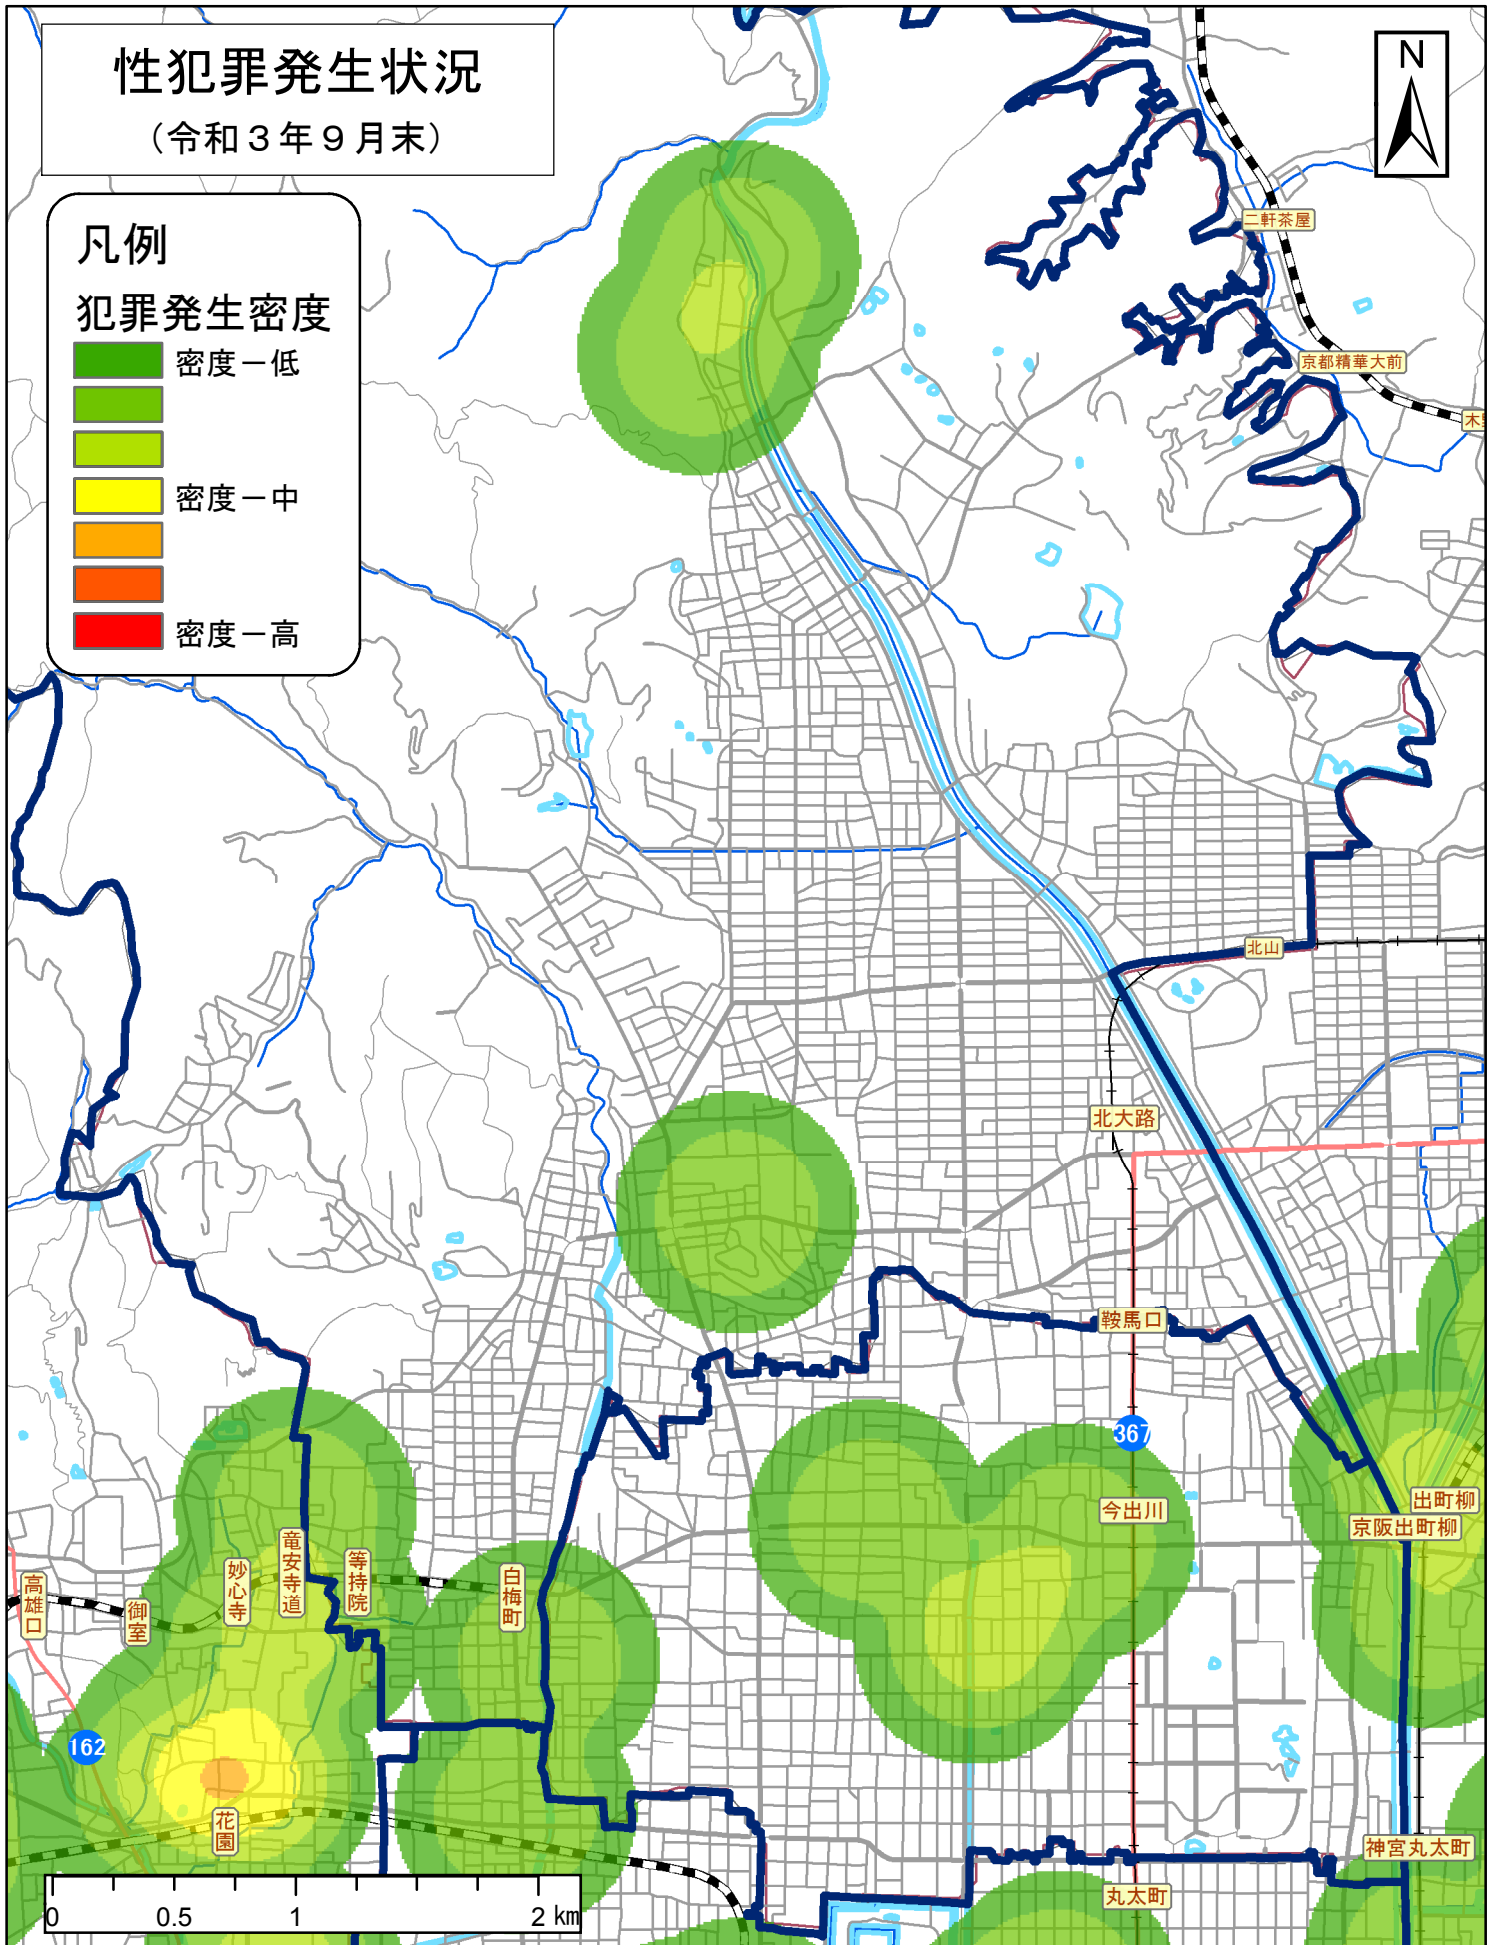 性犯罪発生状況
（令和３年９月末）
N
凡例
犯罪発生密度
密度－低
密度－中
密度－高
二軒茶屋
京都精華大前
北山
北大路
鞍馬口
367
今出川
出町柳
京阪出町柳
高雄口
御室
妙心寺
竜安寺道
等持院
白梅町
162
花園
神宮丸太町
丸太町
0 0.5 1 2 km